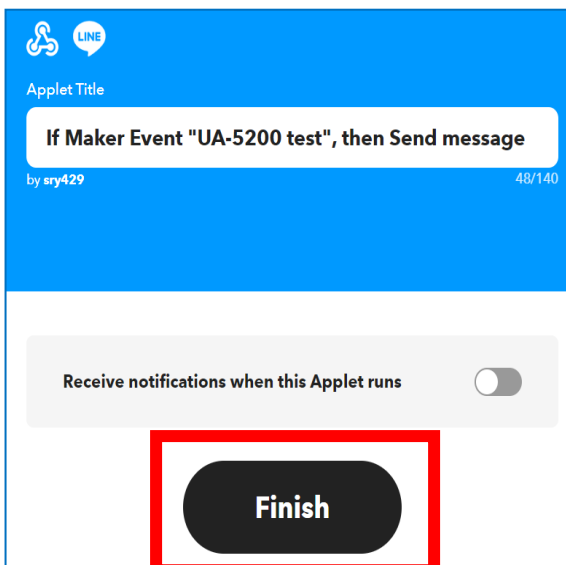 LINE
Applet Title
If Maker Event "UA-5200 test", then Send message
by sry429
48/140
Receive notifications when this Applet runs
Finish